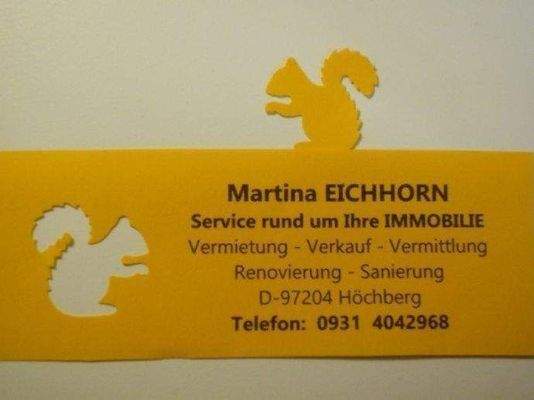 Martina EICHHORN
Service rund um Ihre IMMOBILIE
Vermietung - Verkauf - Vermittlung
Renovierung - Sanierung
D-97204 Höchberg
Telefon: 0931 4042968